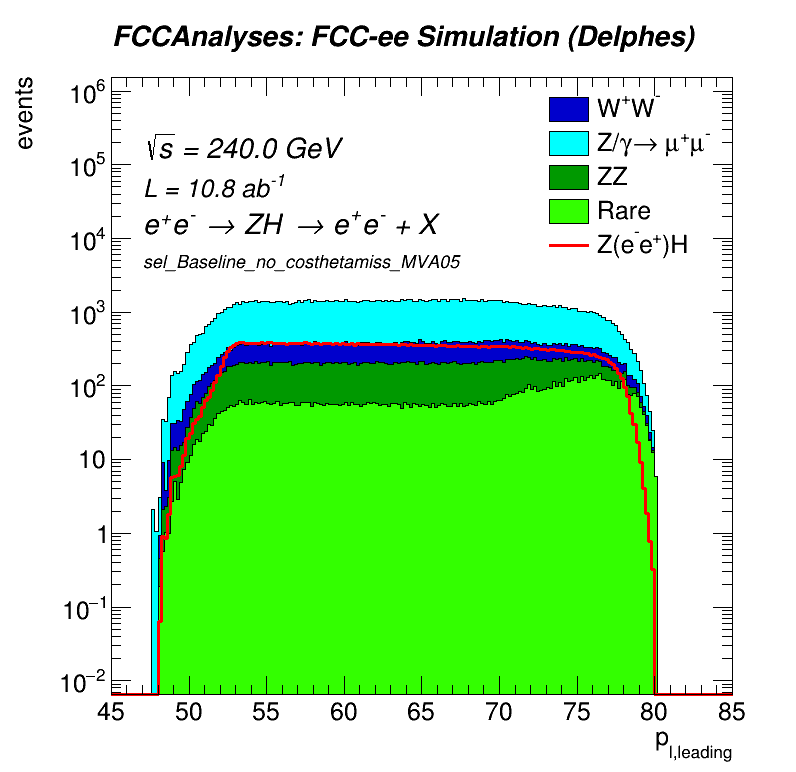 FCCAnalyses: FCC-ee Simulation (Delphes)
events
10⁶
10⁵
10⁴
10³
10²
10
1
10⁻¹
10⁻²
√s = 240.0 GeV
L = 10.8 ab⁻¹
e⁺e⁻ → ZH → e⁺e⁻ + X
sel_Baseline_no_costhetamiss_MVA05
W⁺W⁻
Z/γ→ μ⁺μ⁻
ZZ
Rare
Z(e⁻e⁺)H
45 50 55 60 65 70 75 80 85
p_l,leading